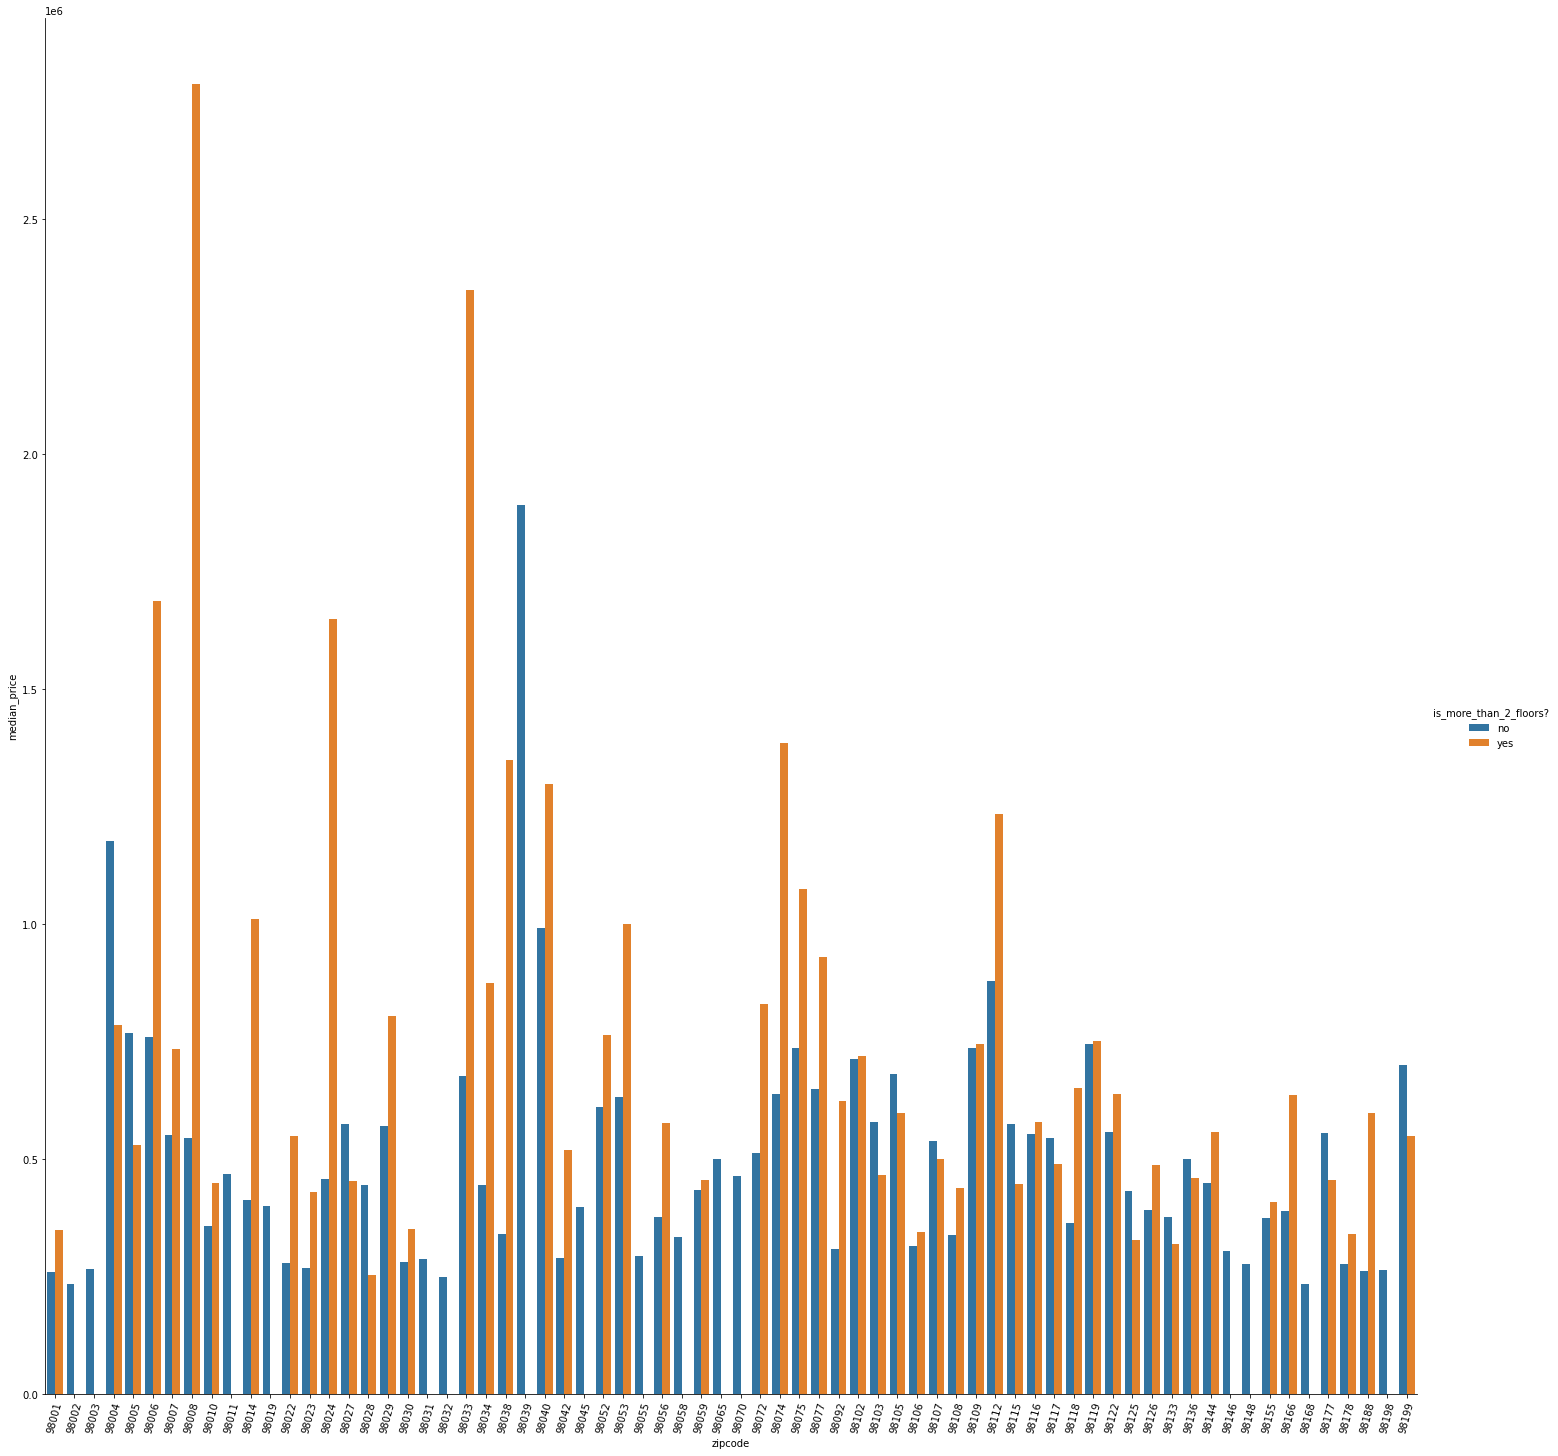 1e6
2.5
2.0
1.5
1.0
0.5
0.0
median_price
98001 98002 98003 98004 98005 98006 98007 98008 98010 98011 98014 98019 98022 98023 98024 98027 98028 98029 98030 98031 98032 98033 98034 98038 98039 98040 98042 98045 98052 98053 98055 98056 98058 98059 98065 98070 98072 98074 98075 98077 98092 98102 98103 98105 98106 98107 98108 98109 98112 98115 98116 98117 98118 98119 98122 98125 98126 98133 98136 98144 98146 98148 98155 98166 98168 98177 98178 98188 98198 98199
zipcode
is_more_than_2_floors?
no
yes